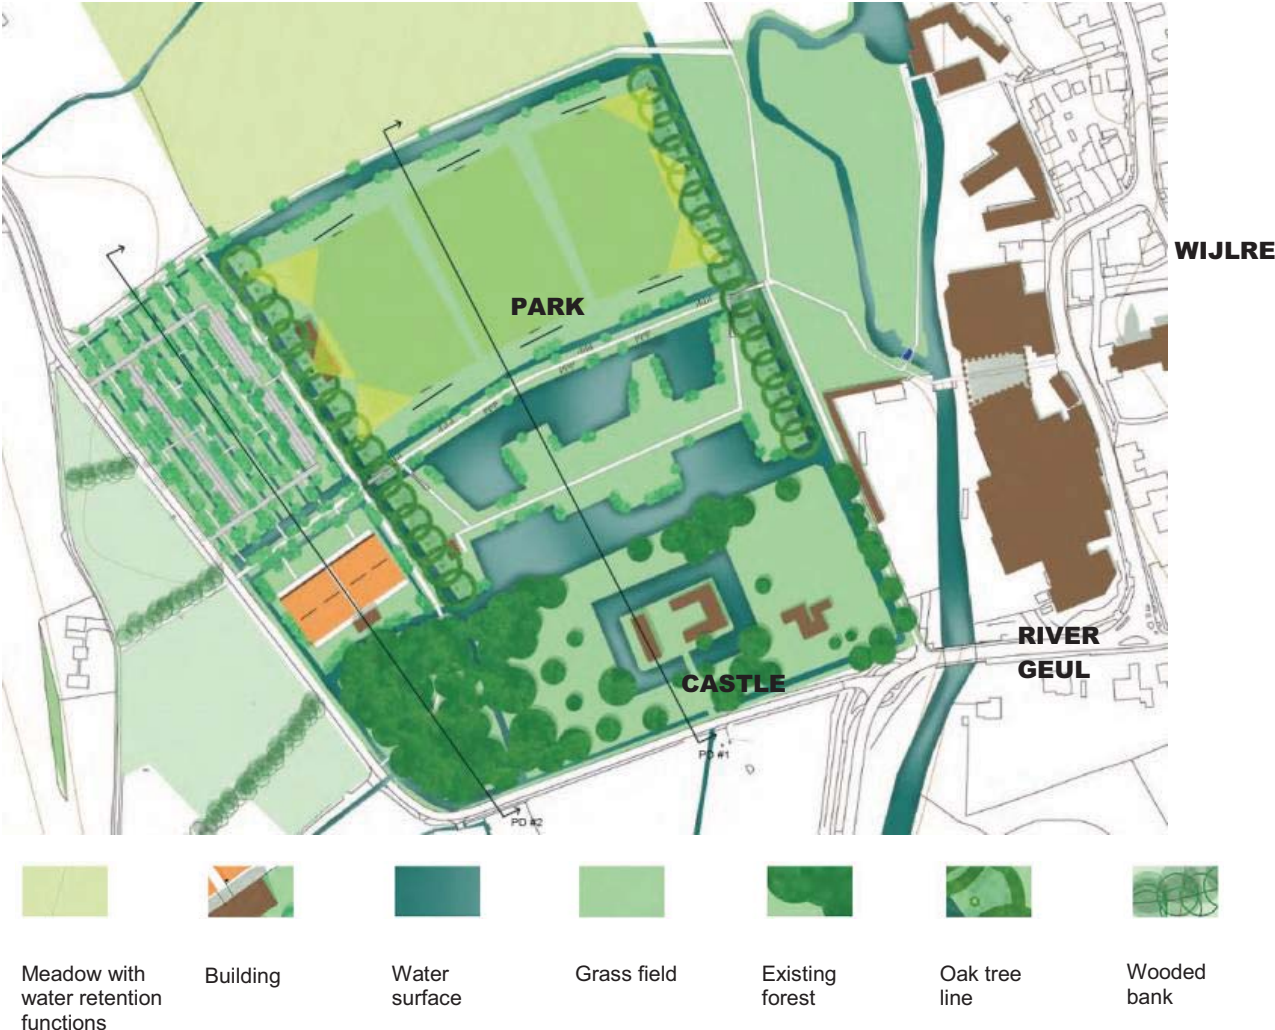 WIJLRE
PARK
RIVER
GEUL
CASTLE
PD #1
PD #2
Meadow with
water retention
functions
Building
Water
surface
Grass field
Existing
forest
Oak tree
line
Wooded
bank